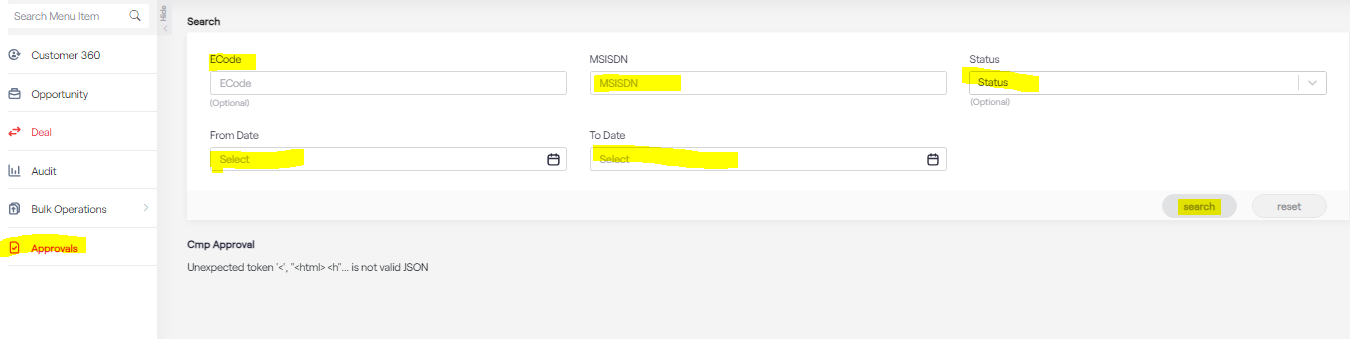 Search Menu Item
Hide
Customer 360
Opportunity
Deal
Audit
Bulk Operations
Approvals
Search
ECode MSISDN Status
ECode MSISDN Status
(Optional) (Optional)
From Date To Date
Select Select
search reset
Cmp Approval
Unexpected token '<', "<html> <h"... is not valid JSON